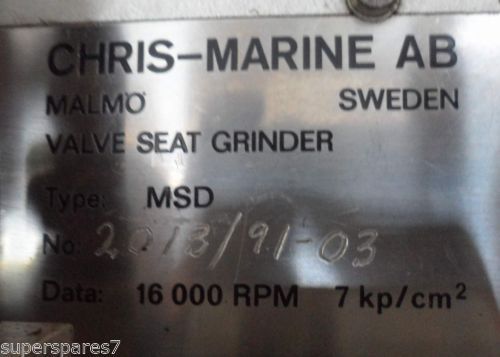 CHRIS-MARINE AB
MALMÖ SWEDEN
VALVE SEAT GRINDER
Type: MSD
No: 2013/91-03
Data: 16 000 RPM 7 kp/cm²
superspares7